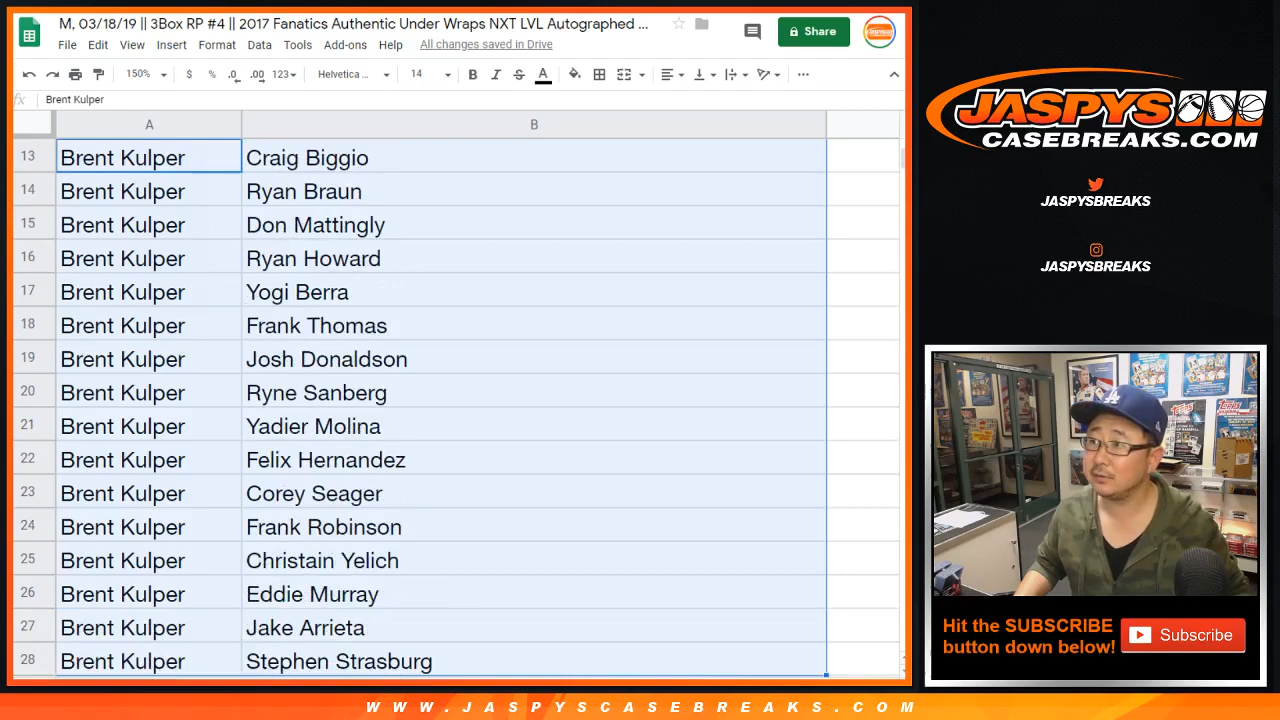 M, 03/18/19 || 3Box RP #4 || 2017 Fanatics Authentic Under Wraps NXT LVL Autographed ...
File Edit View Insert Format Data Tools Add-ons Help All changes saved in Drive
Share
150% $ % .0 .00 123 Helvetica ... 14 B I S A
fx Brent Kulper
A B
13 Brent Kulper Craig Biggio
14 Brent Kulper Ryan Braun
15 Brent Kulper Don Mattingly
16 Brent Kulper Ryan Howard
17 Brent Kulper Yogi Berra
18 Brent Kulper Frank Thomas
19 Brent Kulper Josh Donaldson
20 Brent Kulper Ryne Sanberg
21 Brent Kulper Yadier Molina
22 Brent Kulper Felix Hernandez
23 Brent Kulper Corey Seager
24 Brent Kulper Frank Robinson
25 Brent Kulper Christain Yelich
26 Brent Kulper Eddie Murray
27 Brent Kulper Jake Arrieta
28 Brent Kulper Stephen Strasburg
JASPYS
CASEBREAKS.COM
JASPYSBREAKS
JASPYSBREAKS
Hit the SUBSCRIBE
button down below!
Subscribe
WWW.JASPYSCASEBREAKS.COM